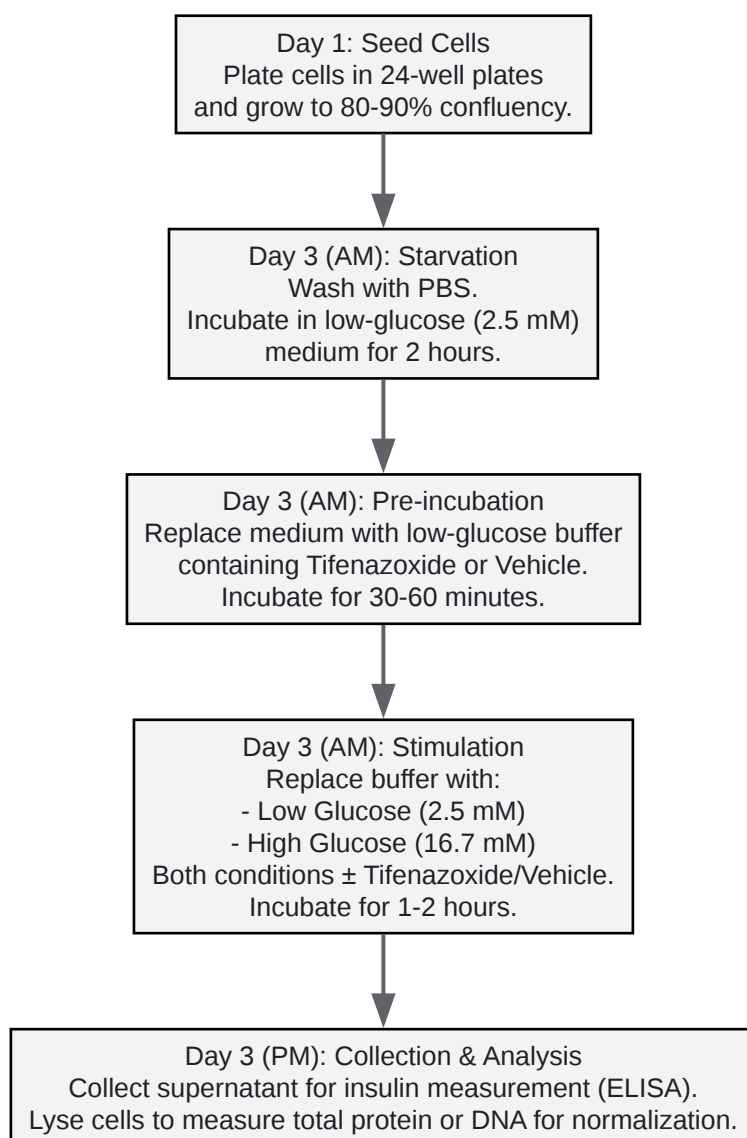 Day 1: Seed Cells
Plate cells in 24-well plates
and grow to 80-90% confluency.
Day 3 (AM): Starvation
Wash with PBS.
Incubate in low-glucose (2.5 mM)
medium for 2 hours.
Day 3 (AM): Pre-incubation
Replace medium with low-glucose buffer
containing Tifenazoxide or Vehicle.
Incubate for 30-60 minutes.
Day 3 (AM): Stimulation
Replace buffer with:
- Low Glucose (2.5 mM)
- High Glucose (16.7 mM)
Both conditions ± Tifenazoxide/Vehicle.
Incubate for 1-2 hours.
Day 3 (PM): Collection & Analysis
Collect supernatant for insulin measurement (ELISA).
Lyse cells to measure total protein or DNA for normalization.